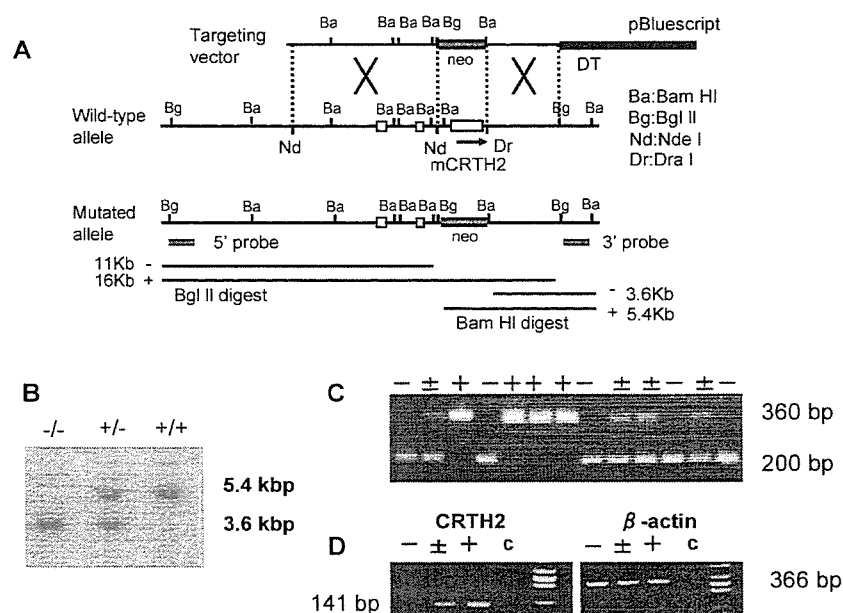 A
Targeting vector
Ba Ba Ba Ba Bg Ba
neo
pBluescript
DT
Wild-type allele
Bg Ba Ba Ba Ba Ba Ba Bg Ba
Nd Nd Dr
mCRTH2
Ba:Bam HI
Bg:Bgl II
Nd:Nde I
Dr:Dra I
Mutated allele
Bg Ba Ba Ba Ba Ba Bg Ba Bg Ba
neo
5' probe
3' probe
11Kb -
16Kb +
Bgl II digest
- 3.6Kb
+ 5.4Kb
Bam HI digest
B
-/- +/- +/+
5.4 kbp
3.6 kbp
C
− ± + − + + + − ± ± − ± −
360 bp
200 bp
D
CRTH2
− ± + c
141 bp
β-actin
− ± + c
366 bp